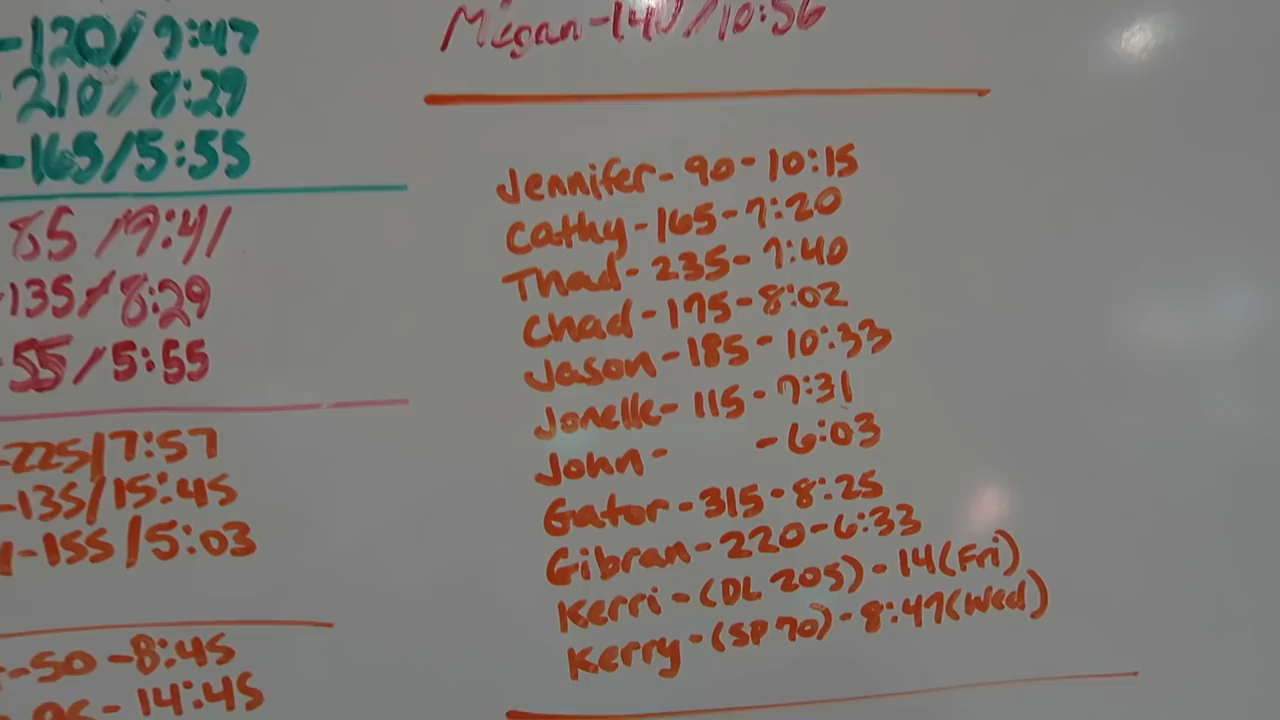 -120/9:47
210/8:29
-165/5:55
85/9:41
135/8:29
55/5:55
-225/7:57
-135/15:45
-155/5:03
-50-8:45
-14:45
Megan-140/10:56
Jennifer-90-10:15
Cathy-165-7:20
Thad-235-7:40
Chad-175-8:02
Jason-185-10:33
Jonelle-115-7:31
John- -6:03
Gator-315-8:25
Gibran-220-6:33
Kerri-(DL 205)-14(Fri)
Kerry-(SP 70)-8:47(Wed)